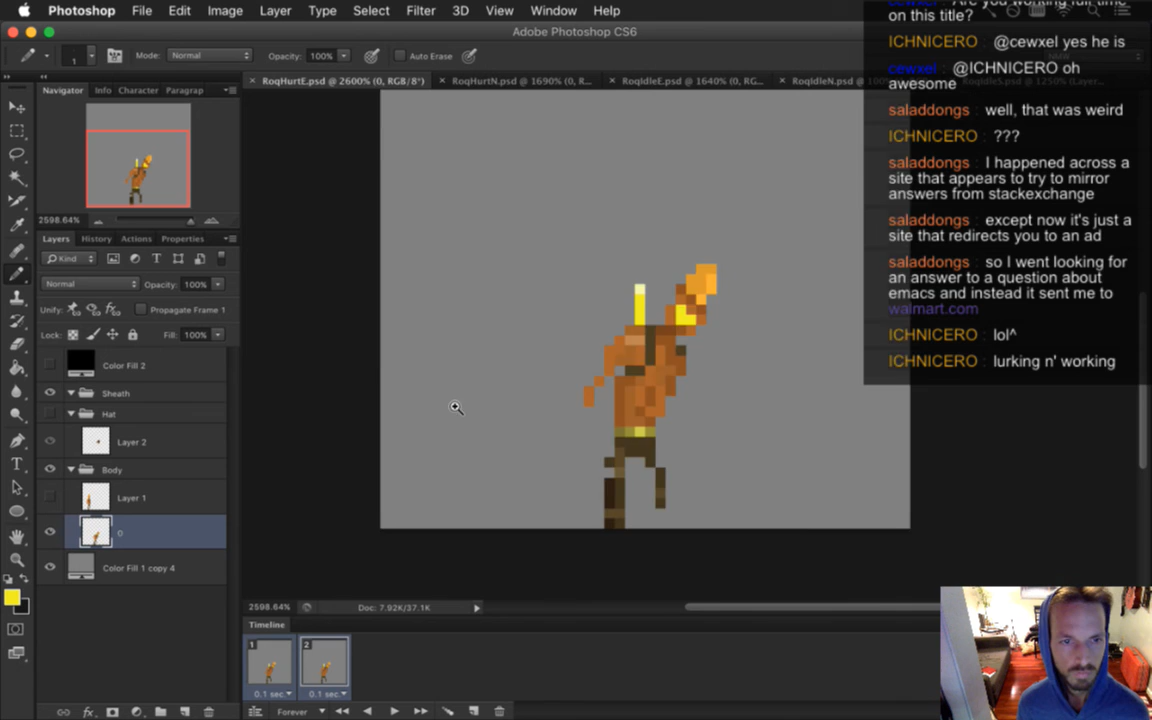 Photoshop File Edit Image Layer Type Select Filter 3D View Window Help
Adobe Photoshop CS6
1 Mode: Normal Opacity: 100% Auto Erase
RoqHurtE.psd @ 2600% (0, RGB/8*) RoqHurtN.psd @ 1690% (0, R... RoqIdleE.psd @ 1640% (0, RG... RoqIdleN.psd
Navigator Info Character Paragrap
2598.64%
Layers History Actions Properties
Kind
Normal Opacity: 100%
Unify: Propagate Frame 1
Lock: Fill: 100%
Color Fill 2
Sheath
Hat
Layer 2
Body
Layer 1
0
Color Fill 1 copy 4
2598.64% Doc: 7.92K/37.1K
Timeline
1 2
0.1 sec. 0.1 sec.
Forever
on this title?
ICHNICERO : @cewxel yes he is
cewxel : @ICHNICERO oh
awesome
saladdongs : well, that was weird
ICHNICERO : ???
saladdongs : I happened across a
site that appears to try to mirror
answers from stackexchange
saladdongs : except now it's just a
site that redirects you to an ad
saladdongs : so I went looking for
an answer to a question about
emacs and instead it sent me to
walmart.com
ICHNICERO : lol^
ICHNICERO : lurking n' working